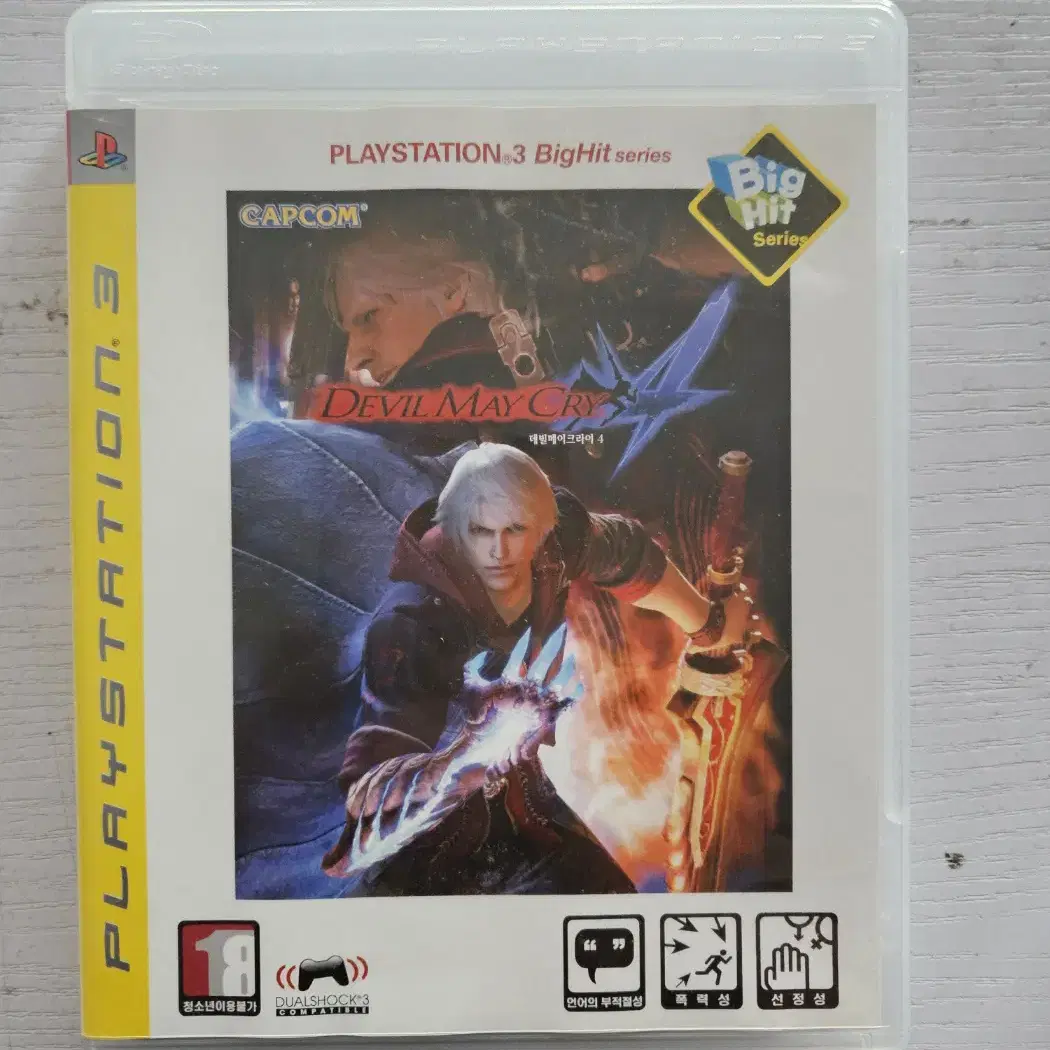 PLAYSTATION®3 BigHit series
Big
Hit
Series
CAPCOM®
DEVIL MAY CRY 4
데빌메이크라이 4
PLAYSTATION®3
18
청소년이용불가
DUALSHOCK®3
COMPATIBLE
언어의 부적절성
폭력성
선정성